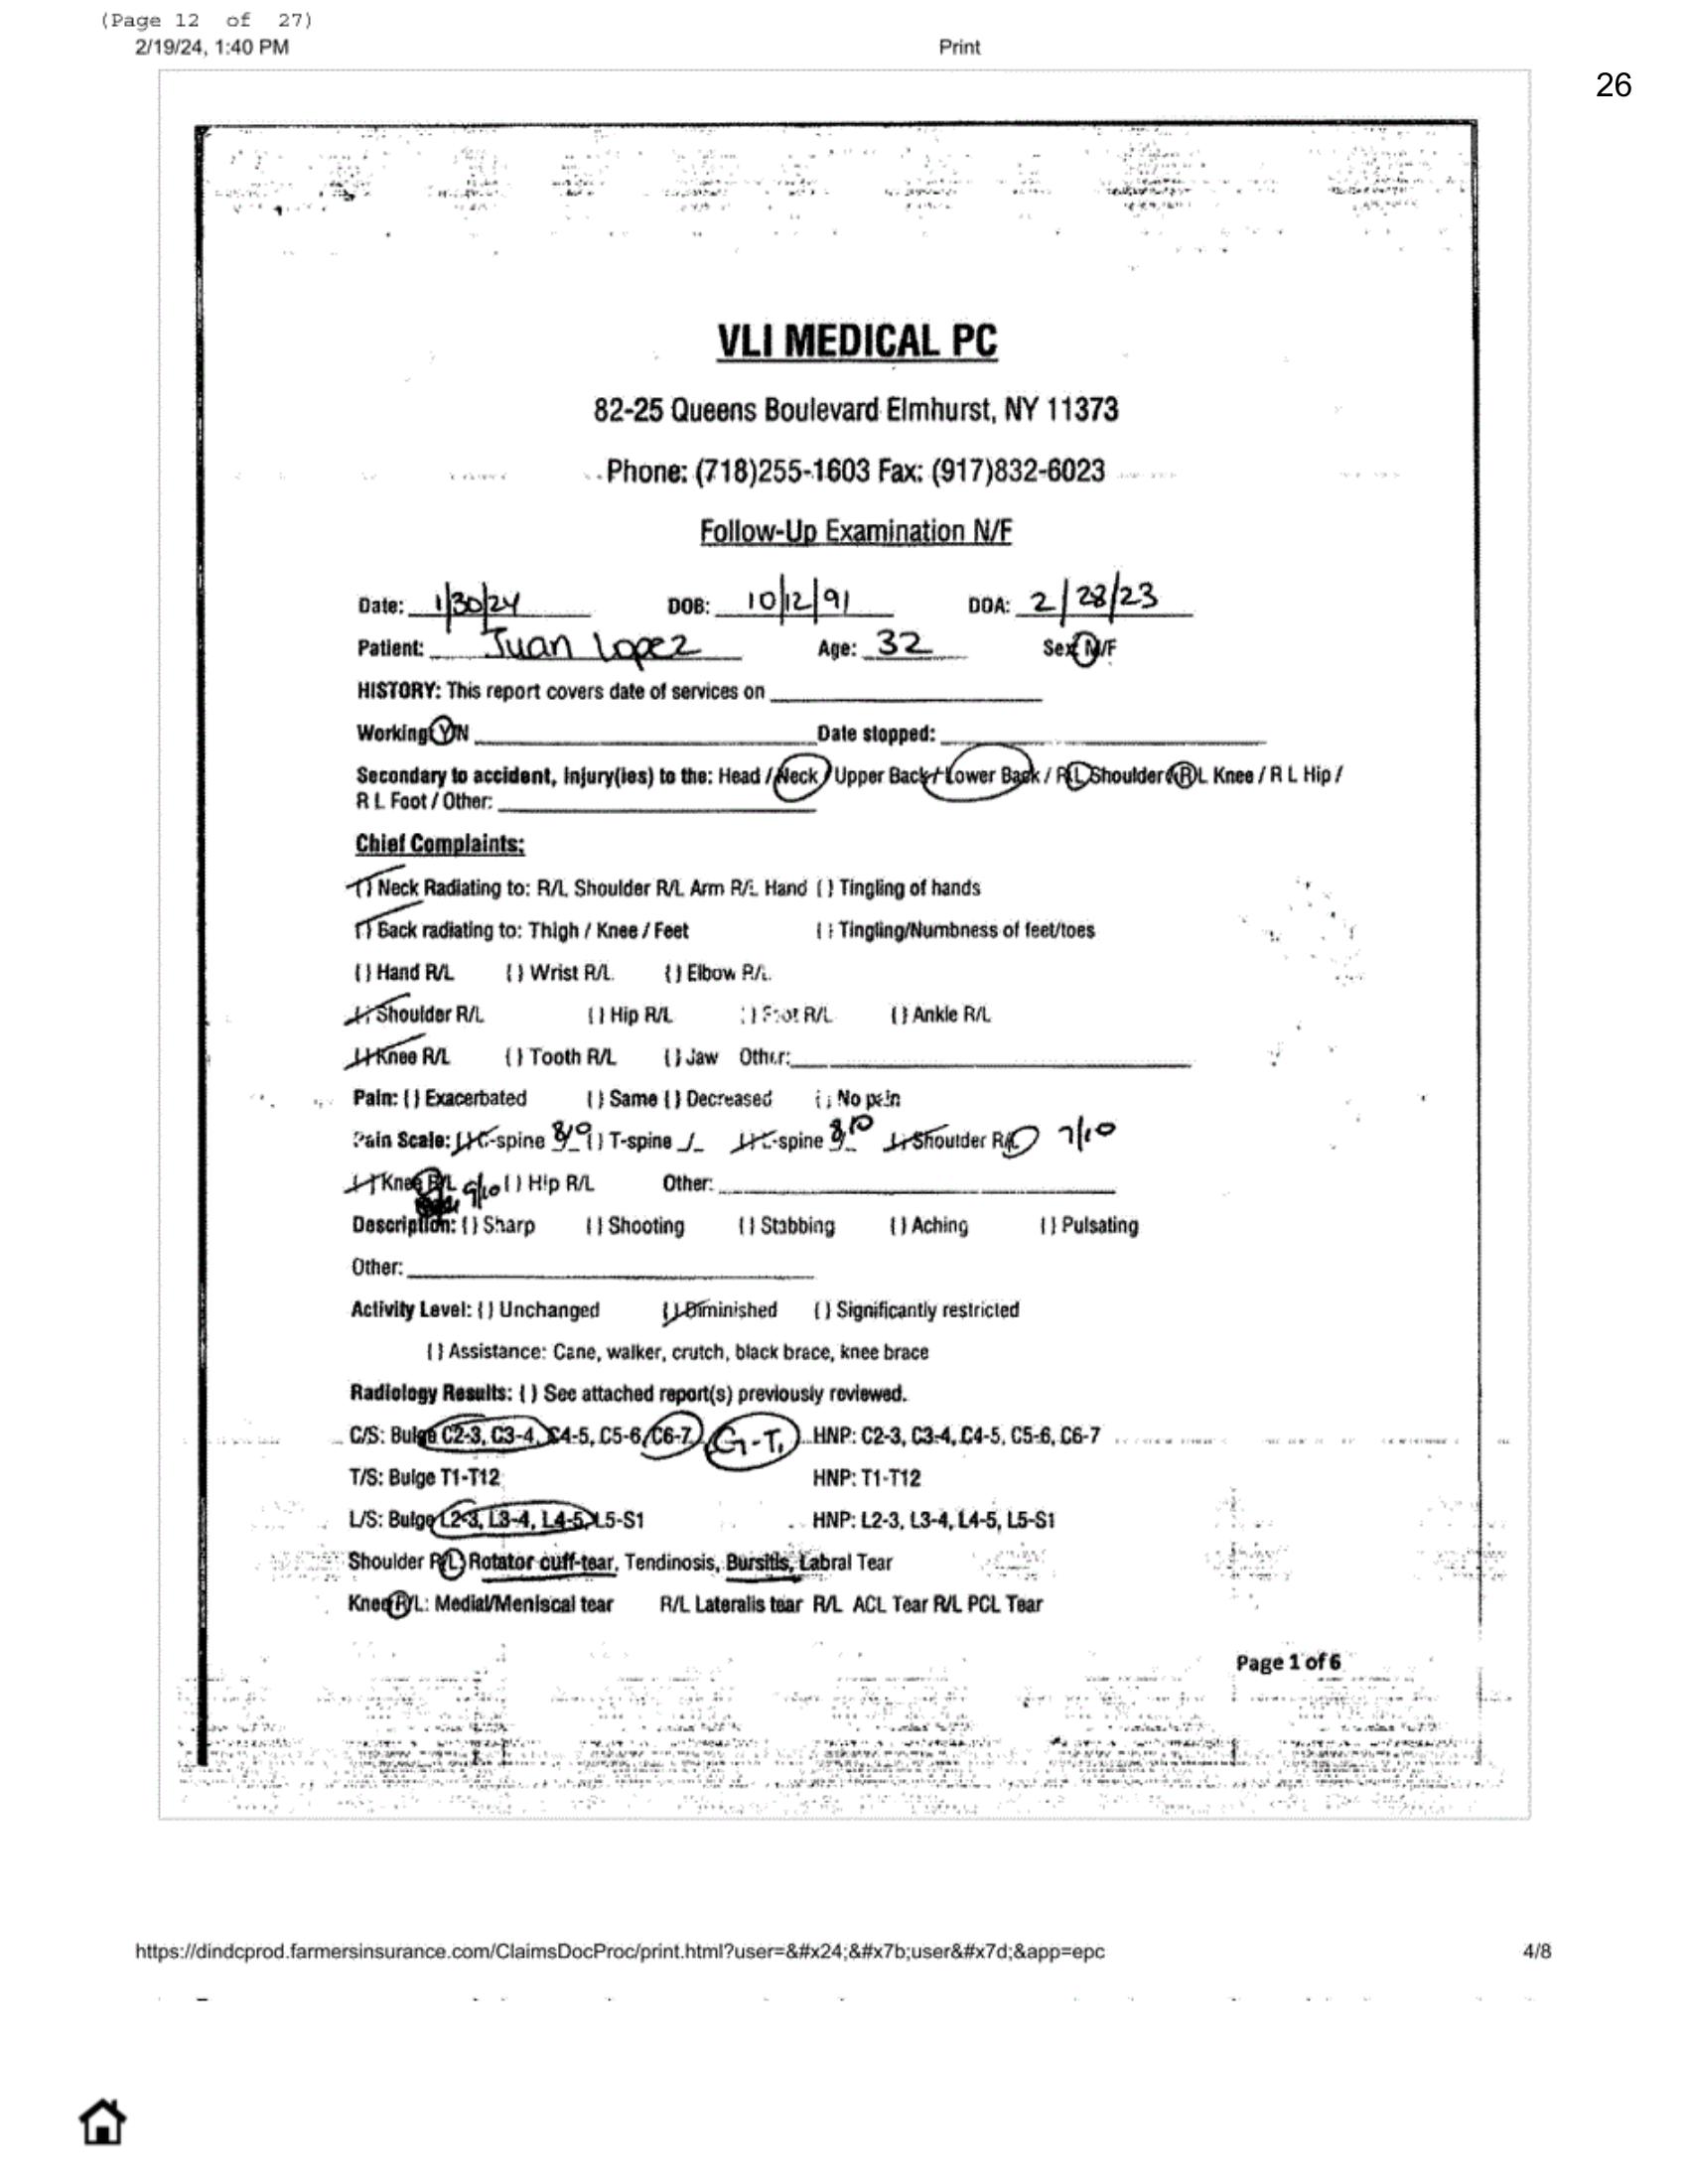 (Page 12 of 27)
2/19/24, 1:40 PM Print
26
VLI MEDICAL PC
82-25 Queens Boulevard Elmhurst, NY 11373
Phone: (718)255-1603 Fax: (917)832-6023
Follow-Up Examination N/F
Date: 1/30/24 DOB: 10/12/91 DOA: 2/28/23
Patient: Juan Lopez Age: 32 Sex M/F
HISTORY: This report covers date of services on
Working Y/N Date stopped:
Secondary to accident, Injury(ies) to the: Head / Neck / Upper Back / Lower Back / R L Shoulder / R L Knee / R L Hip /
R L Foot / Other:
Chief Complaints:
( ) Neck Radiating to: R/L Shoulder R/L Arm R/L Hand ( ) Tingling of hands
( ) Back radiating to: Thigh / Knee / Feet ( ) Tingling/Numbness of feet/toes
( ) Hand R/L ( ) Wrist R/L ( ) Elbow R/L
( ) Shoulder R/L ( ) Hip R/L ( ) Foot R/L ( ) Ankle R/L
( ) Knee R/L ( ) Tooth R/L ( ) Jaw Other:
Pain: ( ) Exacerbated ( ) Same ( ) Decreased ( ) No pain
Pain Scale: ( ) C-spine ( ) T-spine _/_ ( ) -spine 8/10 ( ) Shoulder R/L 7/10
( ) Knee R/L 9/10 ( ) Hip R/L Other:
Description: ( ) Sharp ( ) Shooting ( ) Stabbing ( ) Aching ( ) Pulsating
Other:
Activity Level: ( ) Unchanged ( ) Diminished ( ) Significantly restricted
( ) Assistance: Cane, walker, crutch, black brace, knee brace
Radiology Results: ( ) See attached report(s) previously reviewed.
C/S: Bulge C2-3, C3-4, C4-5, C5-6, C6-7, C7-T1 HNP: C2-3, C3-4, C4-5, C5-6, C6-7
T/S: Bulge T1-T12 HNP: T1-T12
L/S: Bulge L2-3, L3-4, L4-5, L5-S1 HNP: L2-3, L3-4, L4-5, L5-S1
Shoulder R/L: Rotator cuff-tear, Tendinosis, Bursitis, Labral Tear
Knee R/L: Medial/Meniscal tear R/L Lateralis tear R/L ACL Tear R/L PCL Tear
Page 1 of 6
https://dindcprod.farmersinsurance.com/ClaimsDocProc/print.html?user=&#x24;&#x7b;user&#x7d;&app=epc 4/8